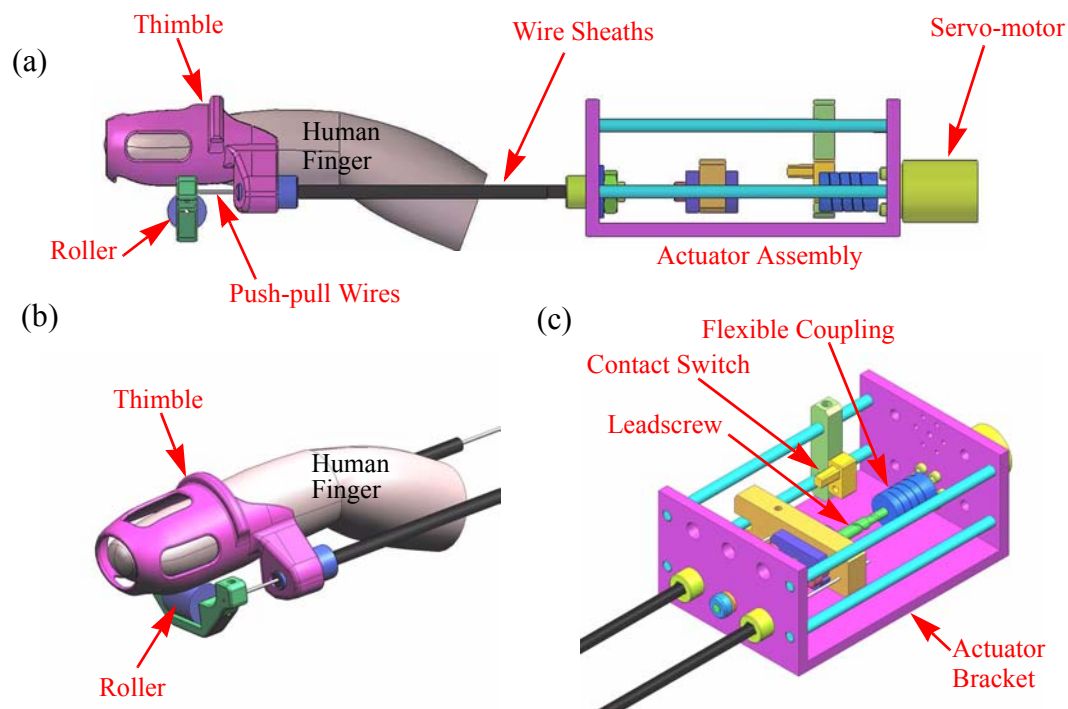 (a)
Thimble
Wire Sheaths
Servo-motor
Human
Finger
Roller
Push-pull Wires
Actuator Assembly
(b)
Thimble
Human
Finger
Roller
(c)
Flexible Coupling
Contact Switch
Leadscrew
Actuator
Bracket